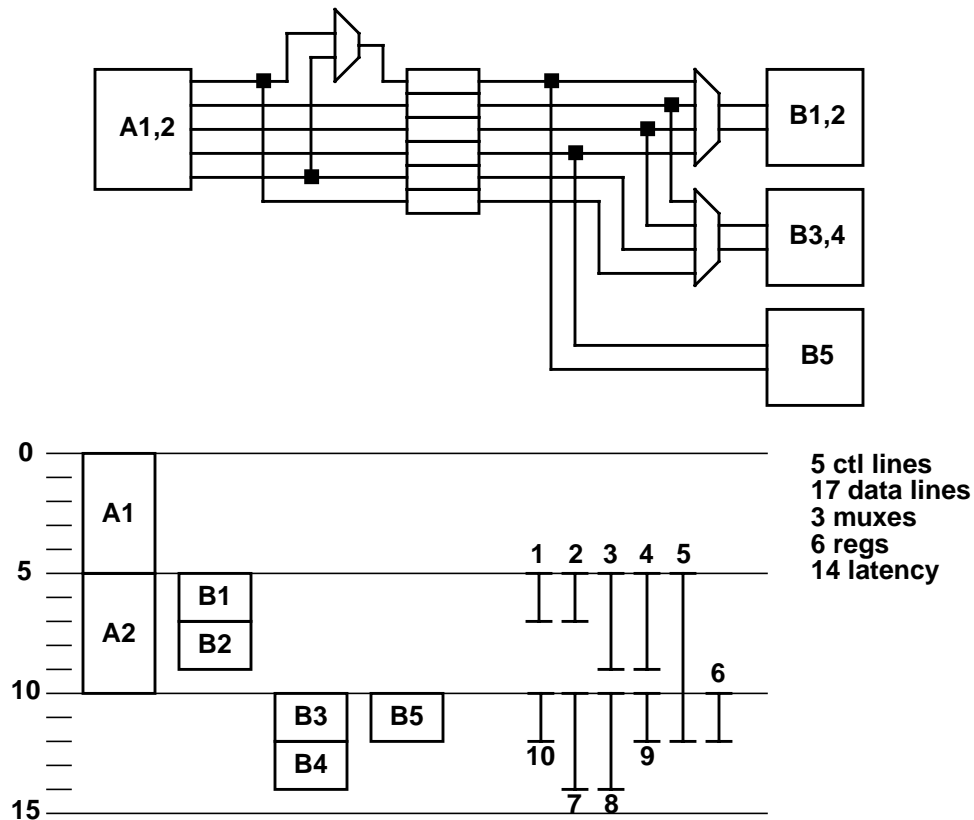 A1,2
B1,2
B3,4
B5
0
5 ctl lines
17 data lines
A1
3 muxes
6 regs
1 2 3 4 5
5
14 latency
B1
A2
B2
6
10
B3 B5
10 9
B4
7 8
15